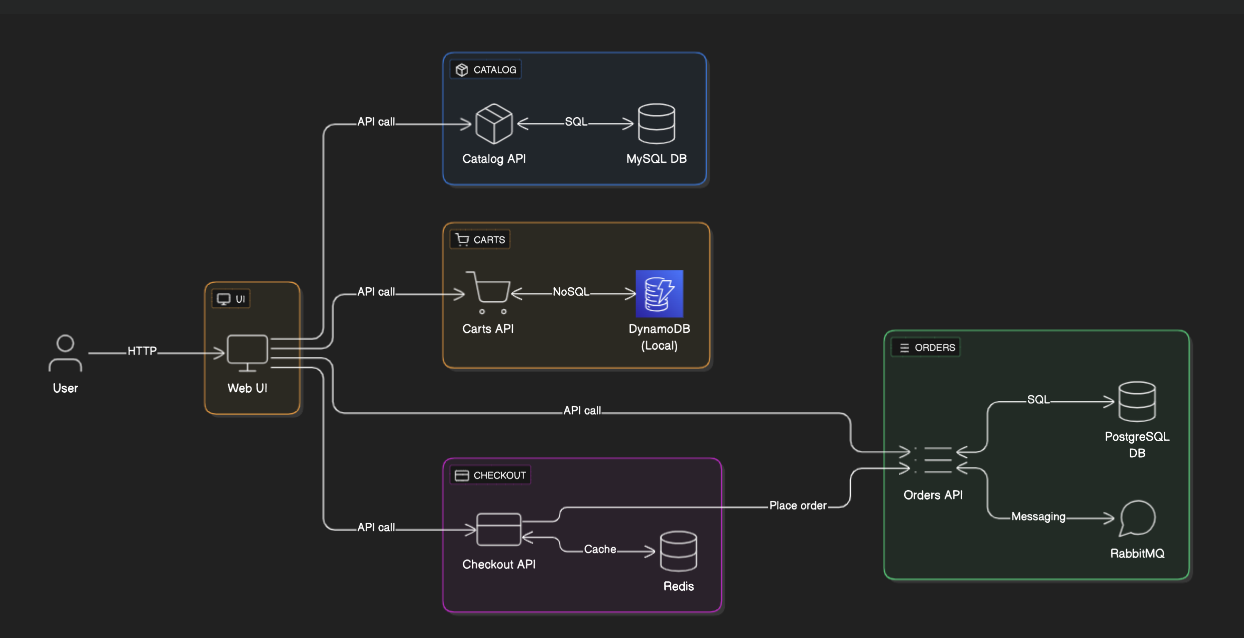 CATALOG
API call
Catalog API
SQL
MySQL DB
CARTS
API call
Carts API
NoSQL
DynamoDB
(Local)
UI
User
HTTP
Web UI
API call
ORDERS
SQL
PostgreSQL
DB
Orders API
Messaging
RabbitMQ
CHECKOUT
API call
Checkout API
Place order
Cache
Redis